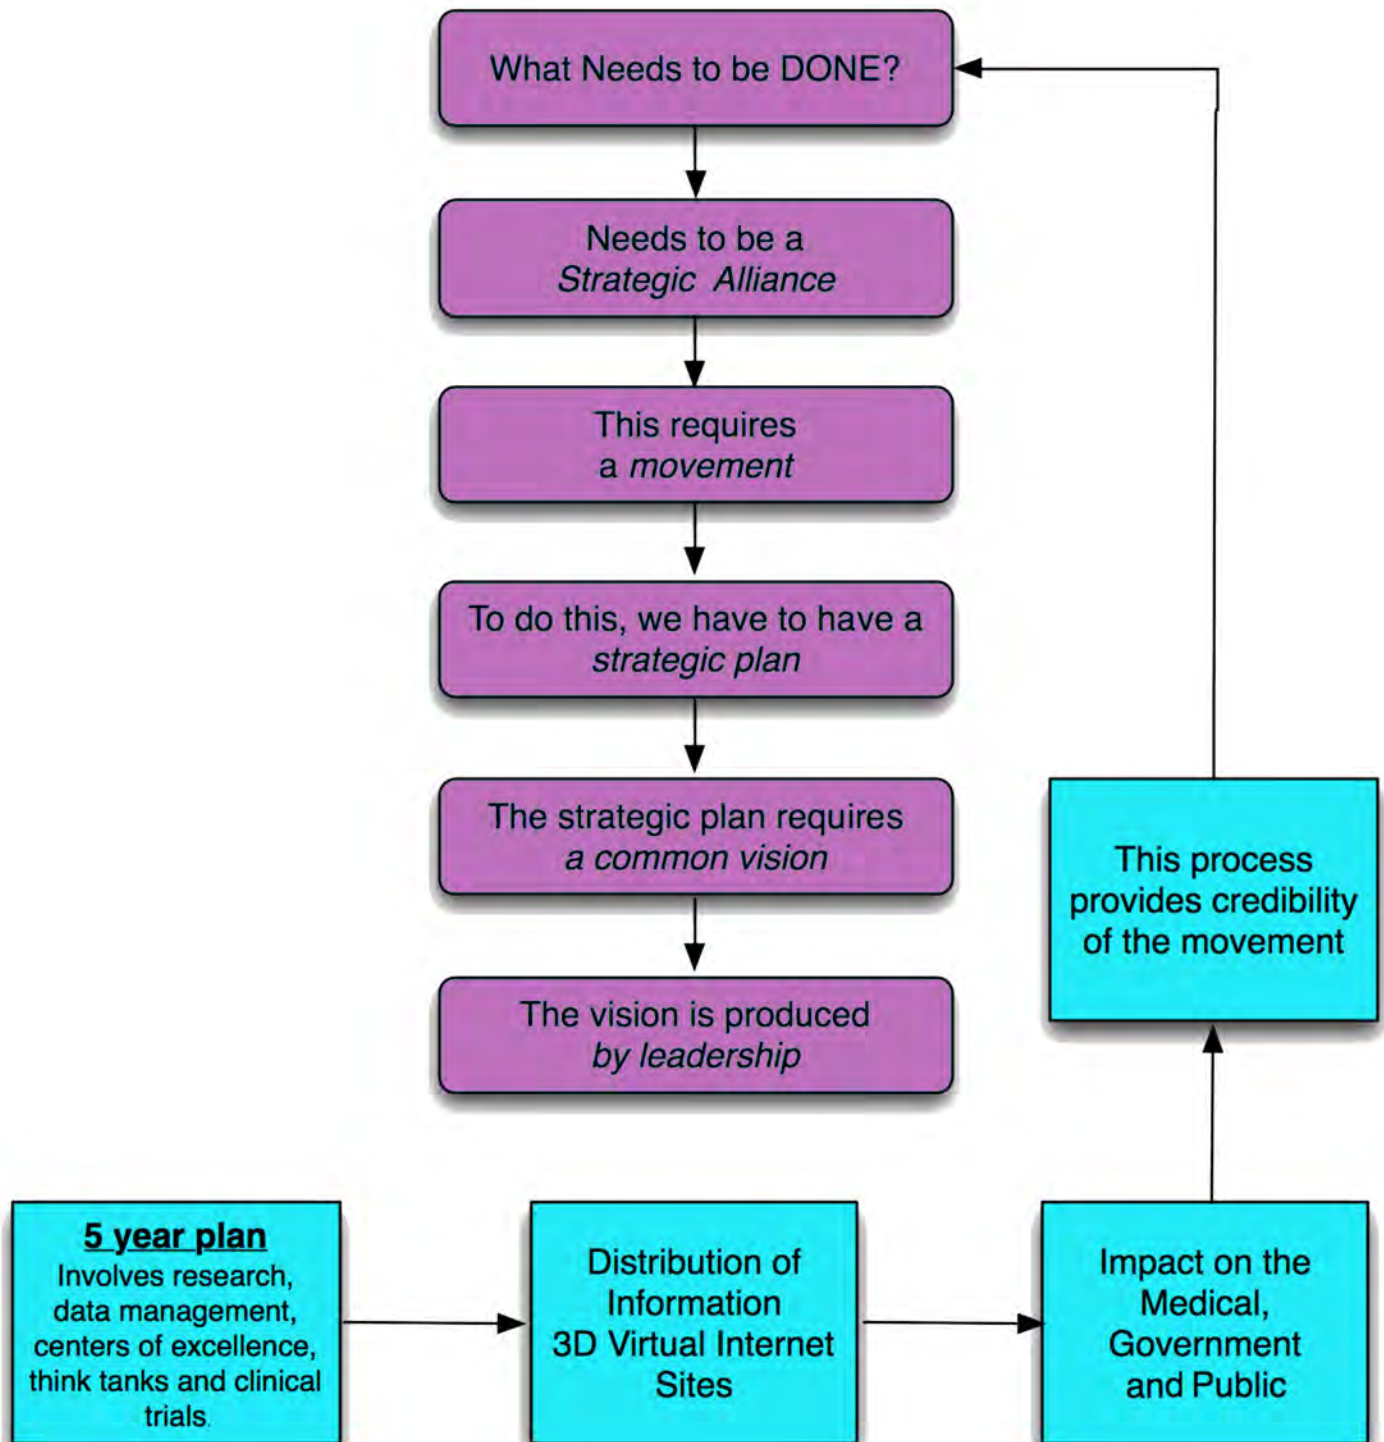 What Needs to be DONE?
Needs to be a
Strategic Alliance
This requires
a movement
To do this, we have to have a
strategic plan
The strategic plan requires
a common vision
The vision is produced
by leadership
This process
provides credibility
of the movement
5 year plan
Involves research,
data management,
centers of excellence,
think tanks and clinical
trials.
Distribution of
Information
3D Virtual Internet
Sites
Impact on the
Medical,
Government
and Public